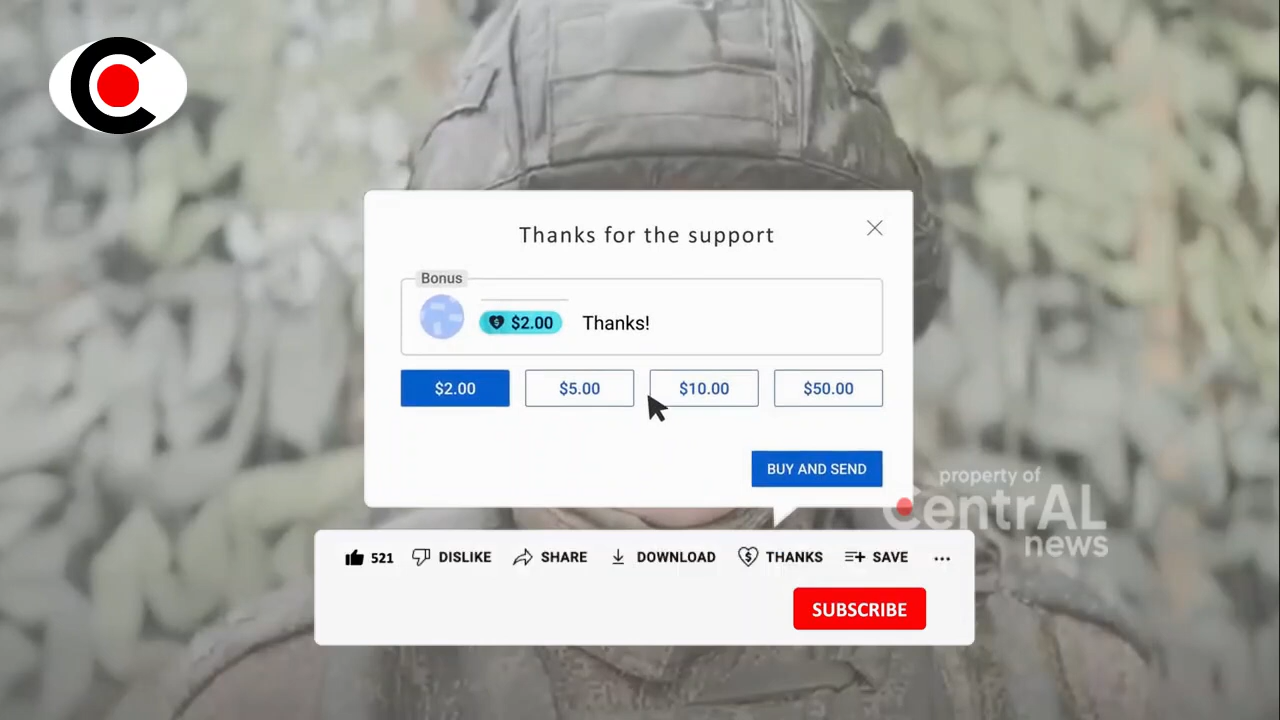 Thanks for the support
Bonus
$2.00 Thanks!
$2.00 $5.00 $10.00 $50.00
BUY AND SEND
property of
CentrAL
news
521 DISLIKE SHARE DOWNLOAD THANKS SAVE ...
SUBSCRIBE